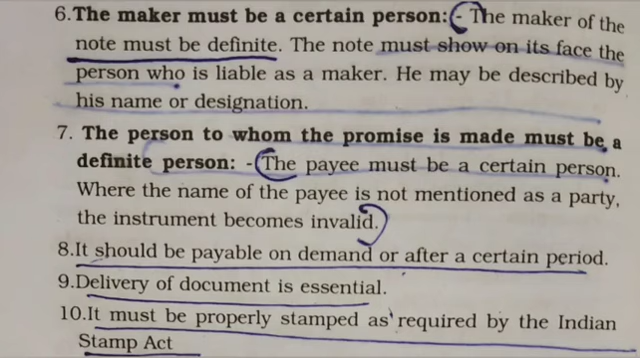 6.The maker must be a certain person:- The maker of the
note must be definite. The note must show on its face the
person who is liable as a maker. He may be described by
his name or designation.
7. The person to whom the promise is made must be a
definite person: -The payee must be a certain person.
Where the name of the payee is not mentioned as a party,
the instrument becomes invalid.
8.It should be payable on demand or after a certain period.
9.Delivery of document is essential.
10.It must be properly stamped as required by the Indian
Stamp Act